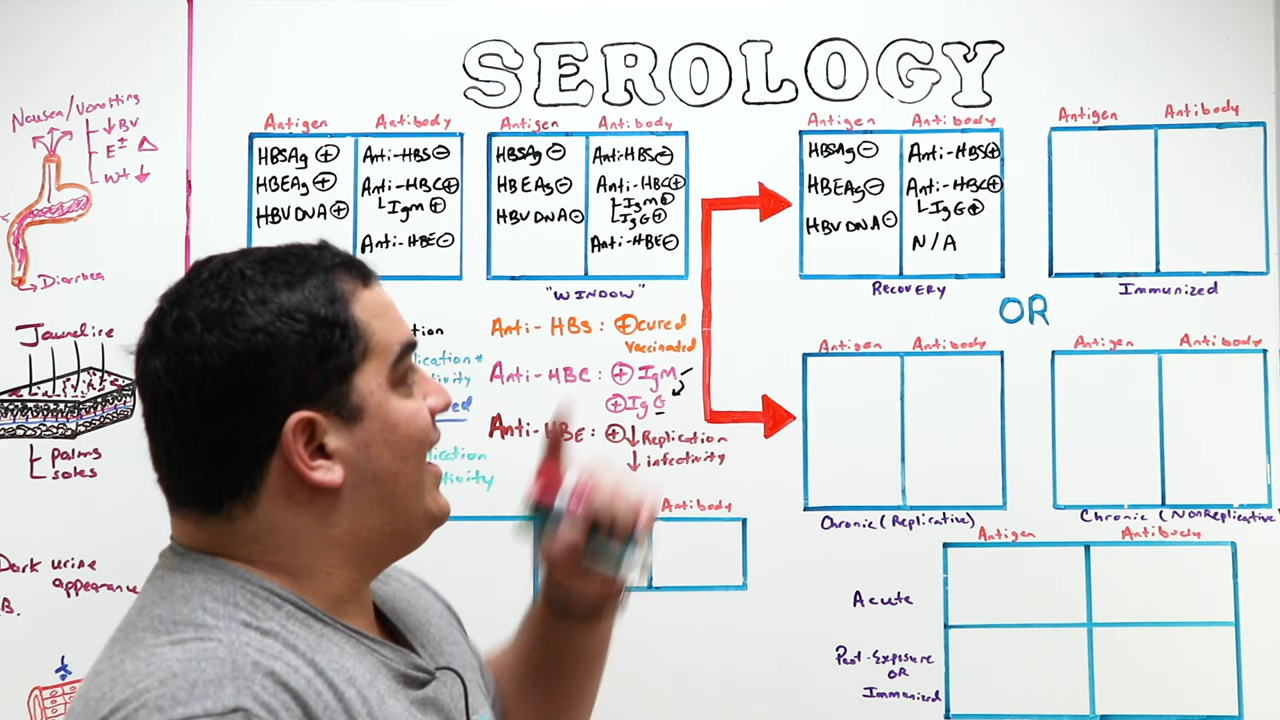 SEROLOGY
Nausea/Vomiting
↓BV
E± Δ
Wt↓
Diarrhea
Jaundice
palms
soles
Dark urine
appearance
B.
Antigen Antibody
HBSAg ⊕ Anti-HBS ⊖
HBEAg ⊕ Anti-HBC ⊕
IgM ⊕
HBV DNA ⊕
Anti-HBE ⊖
Antigen Antibody
HBSAg ⊖ Anti-HBS ⊖
HBEAg ⊖ Anti-HBC ⊕
IgM ⊕
HBV DNA ⊖ IgG ⊕
Anti-HBE ⊖
"WINDOW"
Anti-HBS: ⊕ cured
vaccinated
Anti-HBC: ⊕ IgM
⊕ IgG
Anti-HBE: ⊕ ↓ Replication
↓ infectivity
Antibody
Antigen Antibody
HBSAg ⊖ Anti-HBS ⊕
HBEAg ⊖ Anti-HBC ⊕
HBV DNA ⊖ IgG ⊕
N/A
RECOVERY
OR
Antigen Antibody
Immunized
Antigen Antibody
Chronic (Replicative)
Antigen Antibody
Chronic (NonReplicative)
Antigen Antibody
Acute
Past-Exposure
OR
Immunized